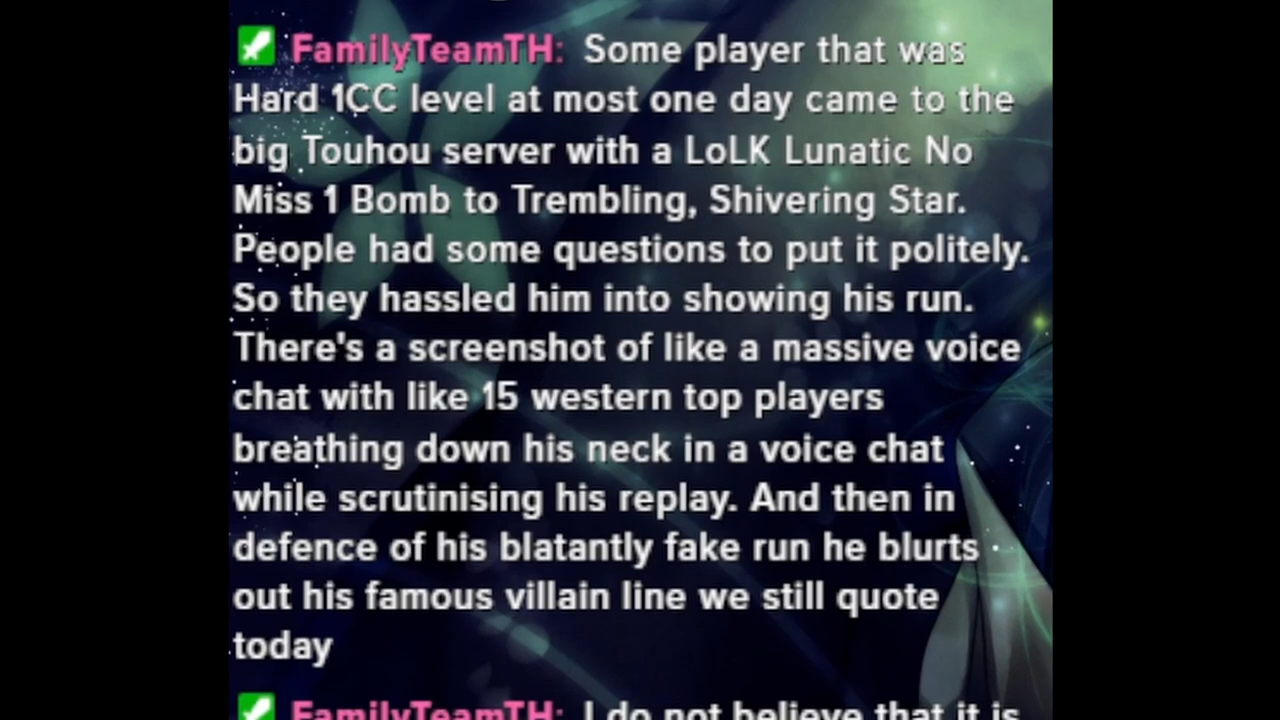 FamilyTeamTH: Some player that was
Hard 1CC level at most one day came to the
big Touhou server with a LoLK Lunatic No
Miss 1 Bomb to Trembling, Shivering Star.
People had some questions to put it politely.
So they hassled him into showing his run.
There's a screenshot of like a massive voice
chat with like 15 western top players
breathing down his neck in a voice chat
while scrutinising his replay. And then in
defence of his blatantly fake run he blurts
out his famous villain line we still quote
today
FamilyTeamTH: I do not believe that it is